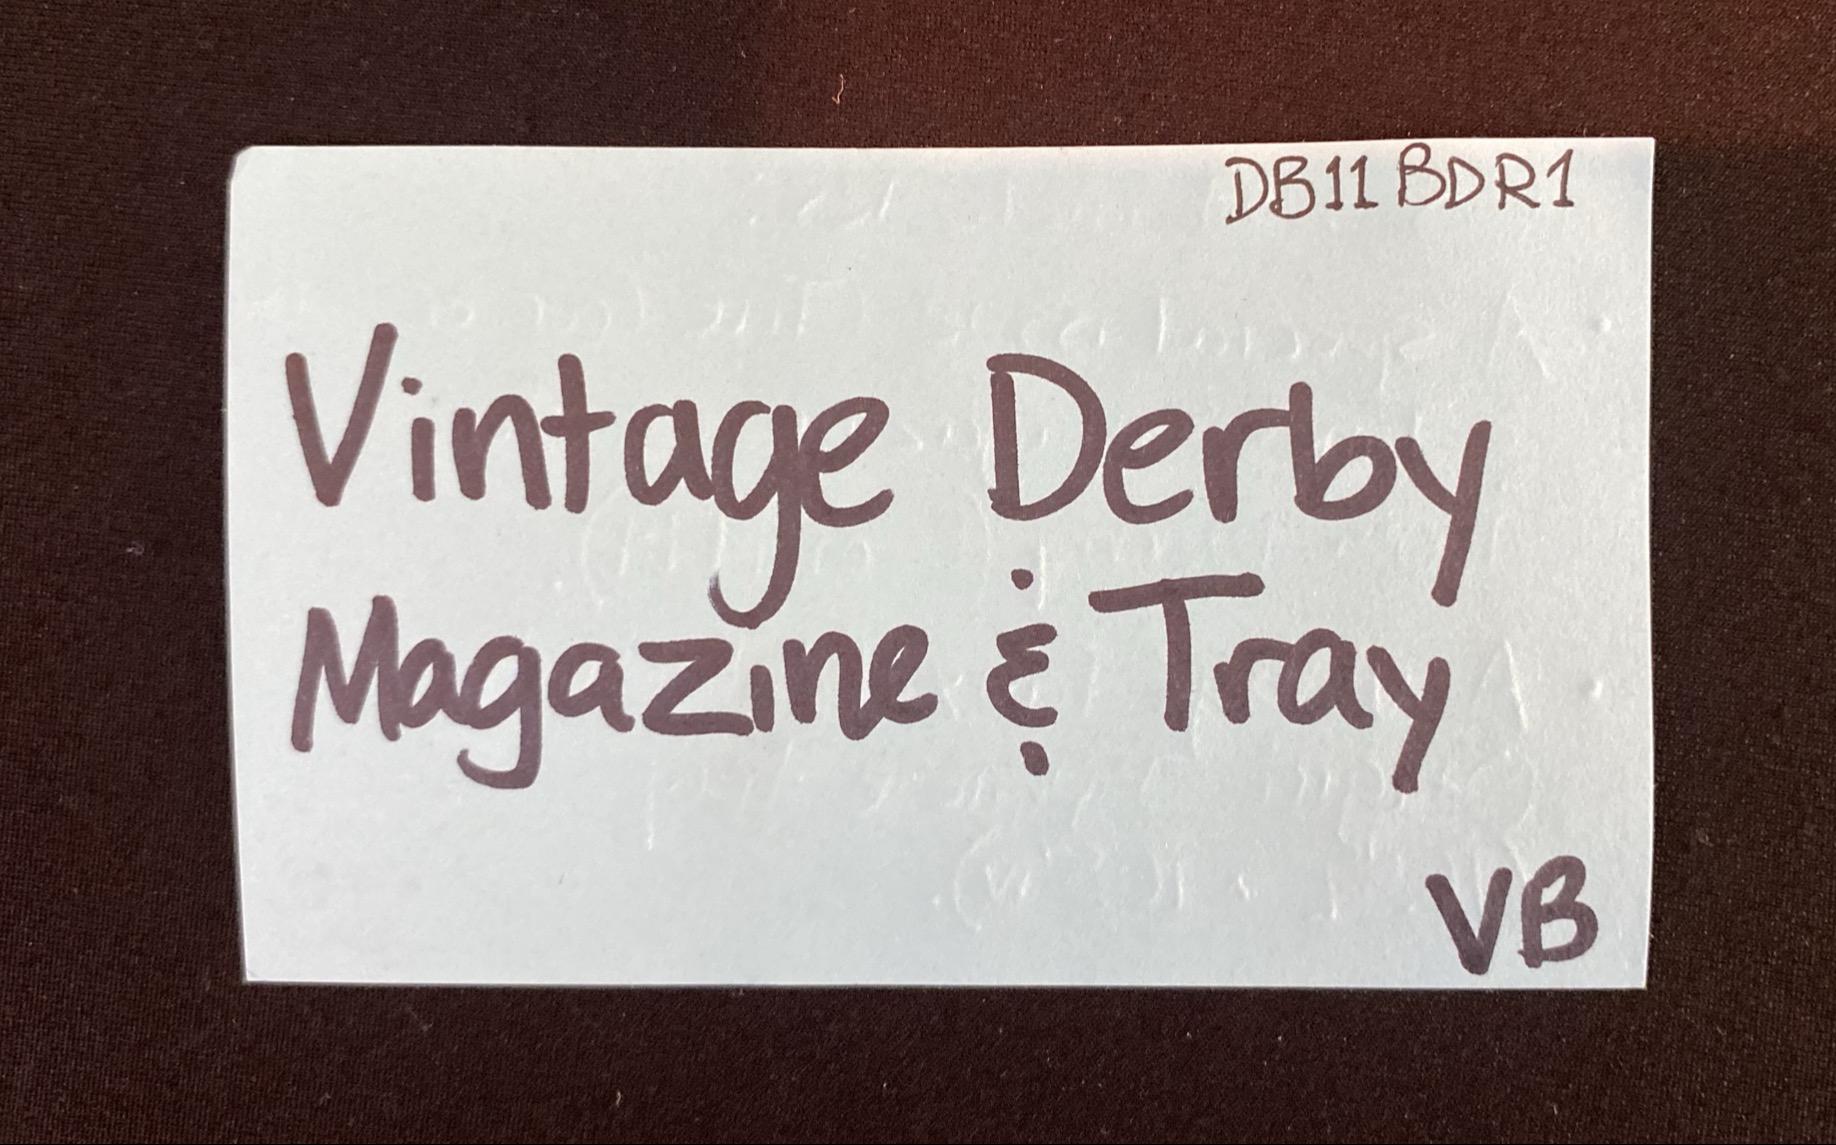 DB11 BDR1
Vintage Derby
Magazine & Tray
VB